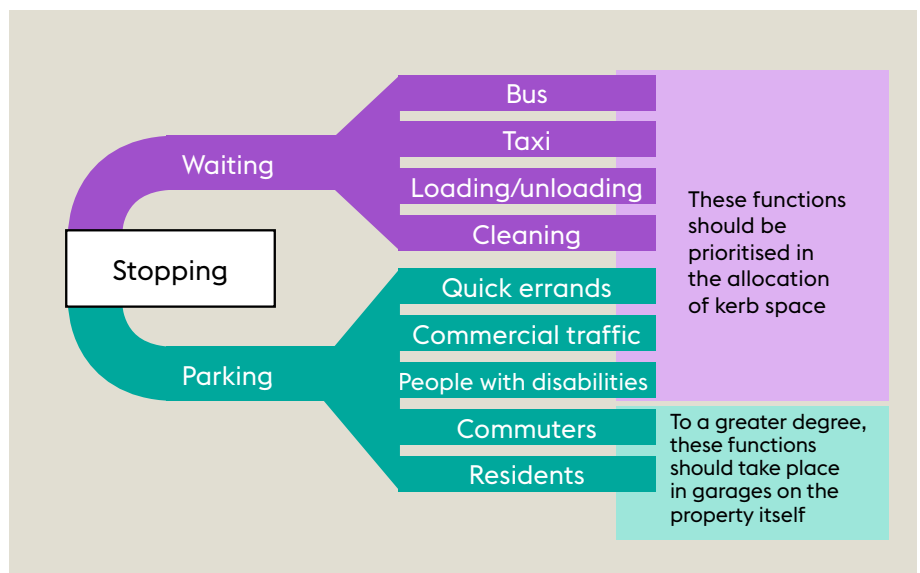 Stopping
Waiting
Bus
Taxi
Loading/unloading
Cleaning
Parking
Quick errands
Commercial traffic
People with disabilities
Commuters
Residents
These functions
should be
prioritised in
the allocation
of kerb space
To a greater degree,
these functions
should take place
in garages on the
property itself